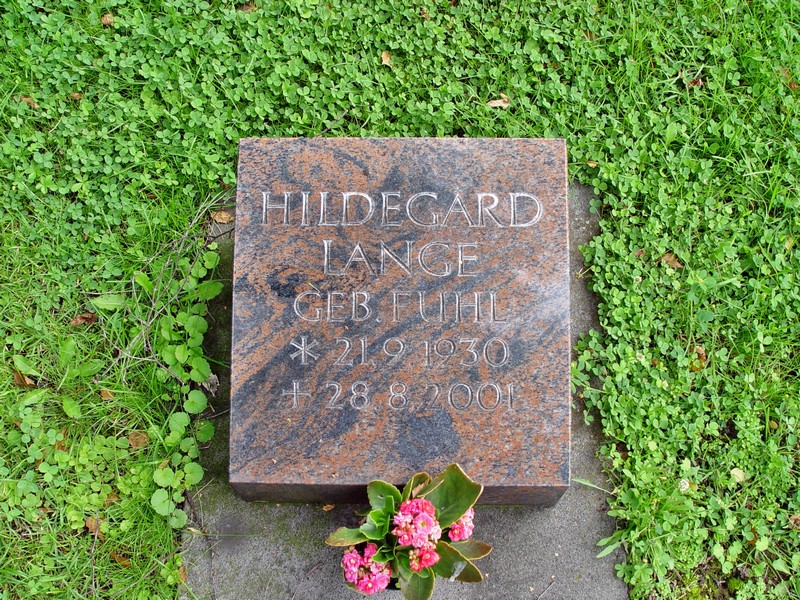 HILDEGARD
LANGE
GEB. FUHL
* 21.9.1930
+ 28.8.2001